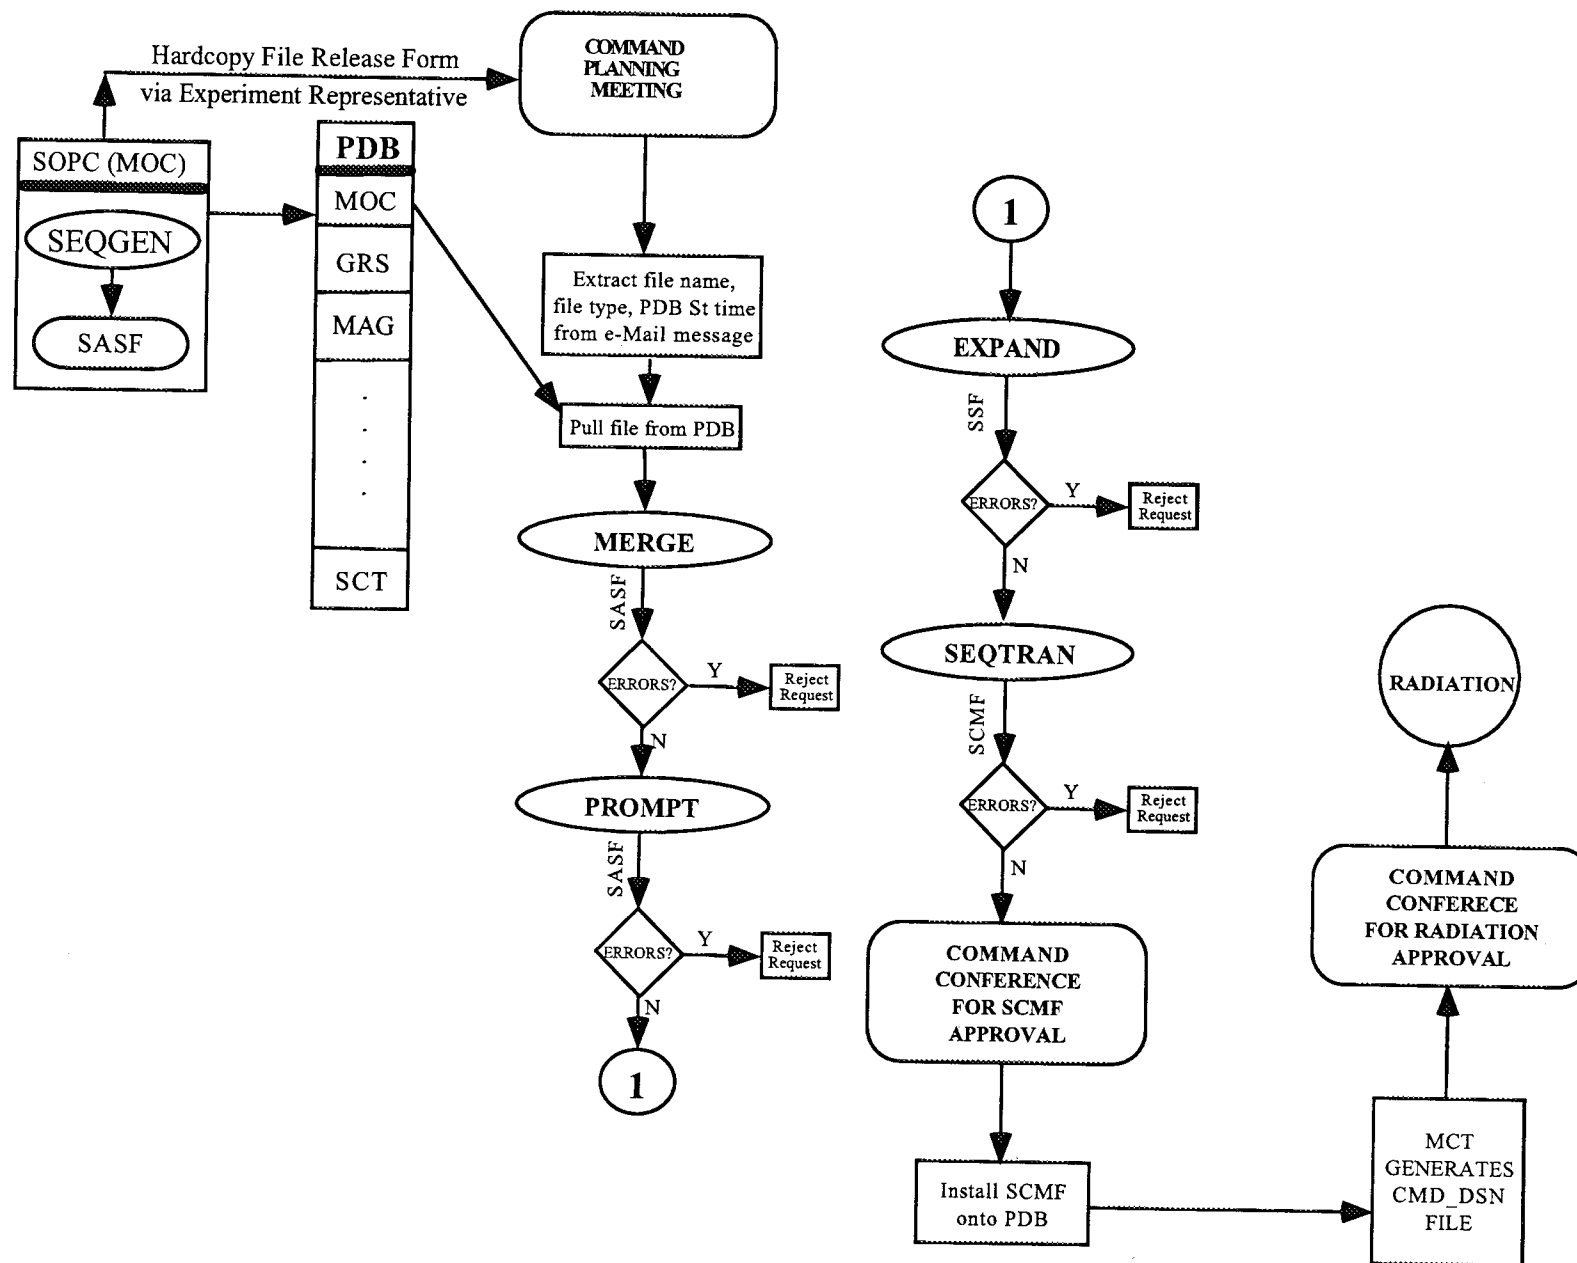 Hardcopy File Release Form
via Experiment Representative
COMMAND
PLANNING
MEETING
SOPC (MOC)
SEQGEN
SASF
PDB
MOC
GRS
MAG
.
.
.
.
SCT
Extract file name,
file type, PDB St time
from e-Mail message
Pull file from PDB
MERGE
SASF
ERRORS?
Y
Reject
Request
N
PROMPT
SASF
ERRORS?
Y
Reject
Request
N
1
1
EXPAND
SSF
ERRORS?
Y
Reject
Request
N
SEQTRAN
SCMF
ERRORS?
Y
Reject
Request
N
COMMAND
CONFERENCE
FOR SCMF
APPROVAL
Install SCMF
onto PDB
MCT
GENERATES
CMD_DSN
FILE
COMMAND
CONFERECE
FOR RADIATION
APPROVAL
RADIATION